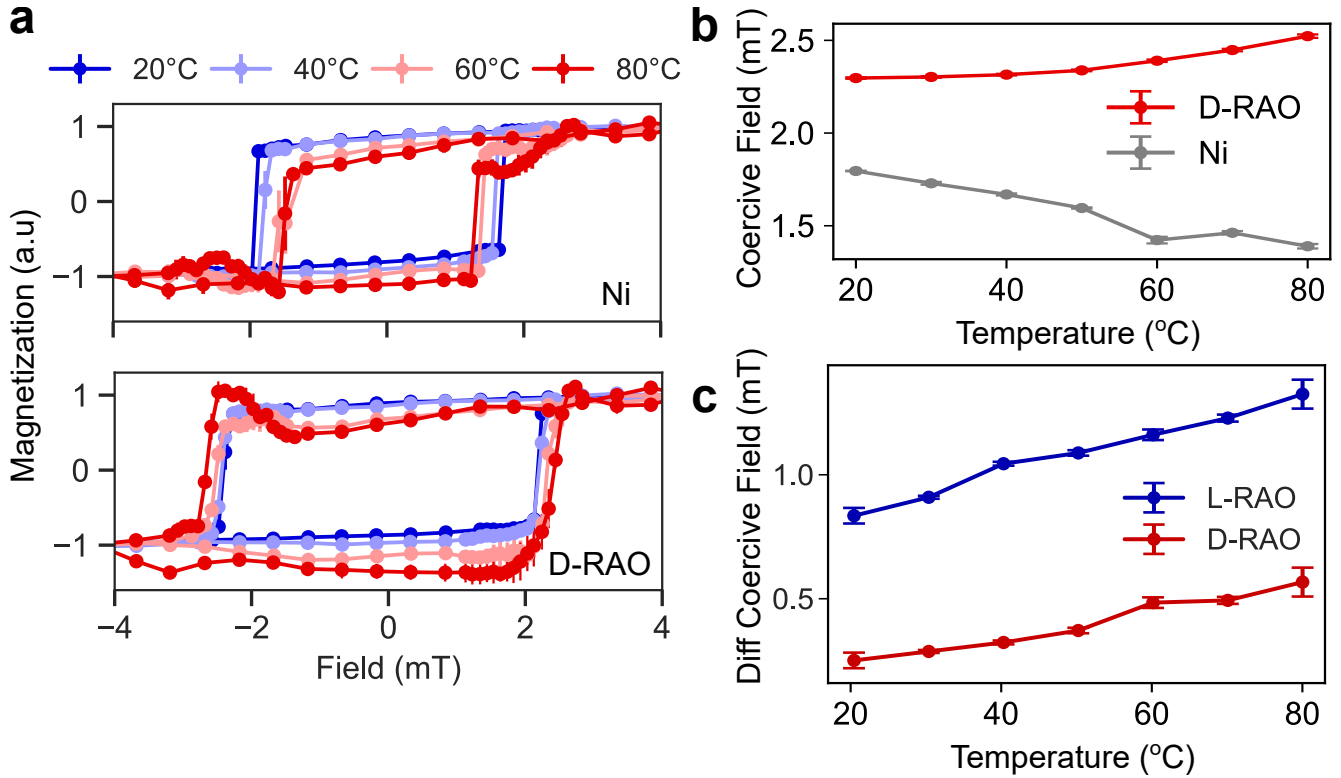 a
20°C 40°C 60°C 80°C
Magnetization (a.u)
1
0
−1
Ni
1
0
−1
D-RAO
−4 −2 0 2 4
Field (mT)
b
Coercive Field (mT)
2.5
2.0
1.5
D-RAO
Ni
20 40 60 80
Temperature (°C)
c
Diff Coercive Field (mT)
1.0
0.5
L-RAO
D-RAO
20 40 60 80
Temperature (°C)